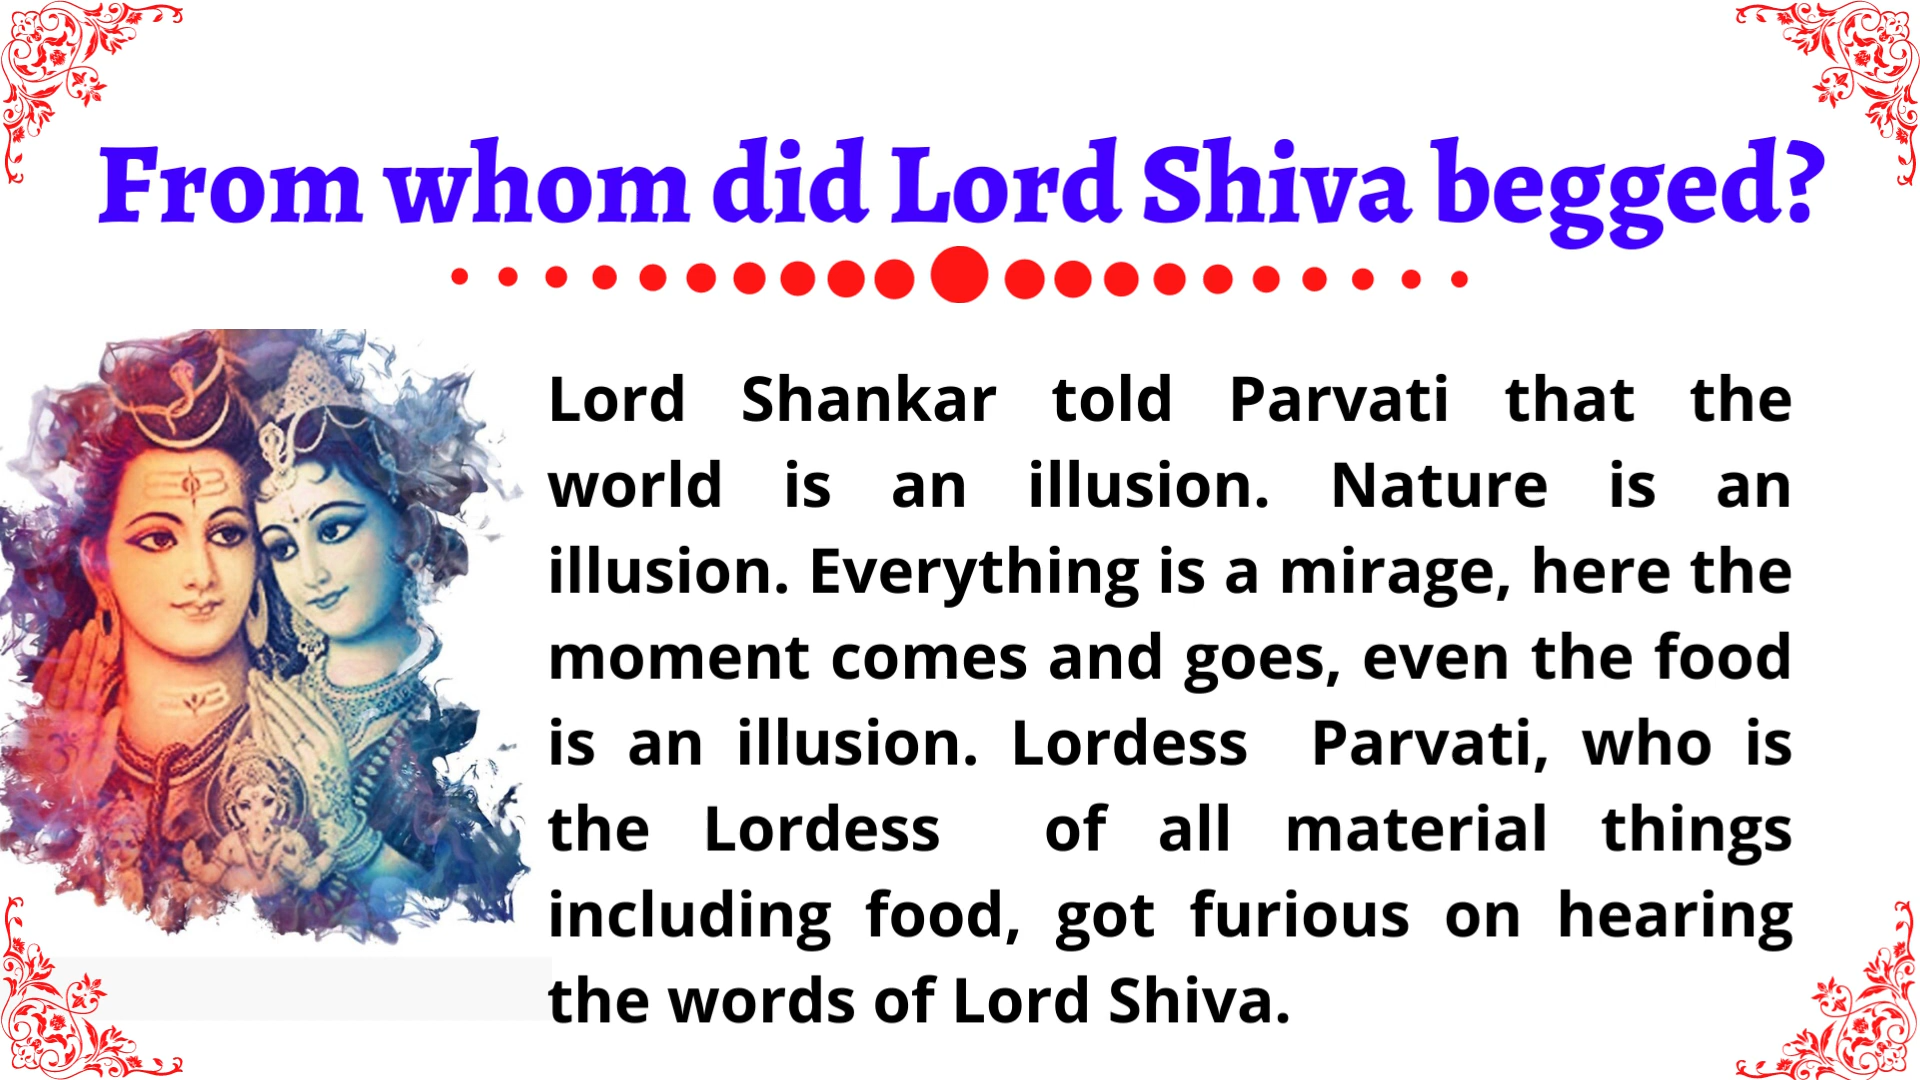 From whom did Lord Shiva begged?
Lord Shankar told Parvati that the
world is an illusion. Nature is an
illusion. Everything is a mirage, here the
moment comes and goes, even the food
is an illusion. Lordess Parvati, who is
the Lordess of all material things
including food, got furious on hearing
the words of Lord Shiva.